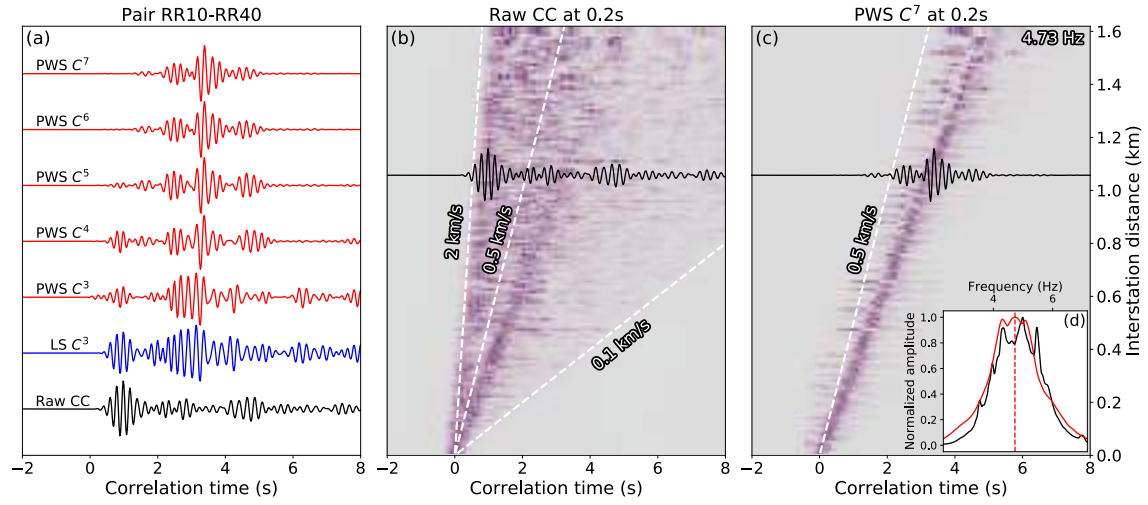 Pair RR10-RR40
Raw CC at 0.2s
PWS C⁷ at 0.2s
(a)
PWS C⁷
PWS C⁶
PWS C⁵
PWS C⁴
PWS C³
LS C³
Raw CC
−2 0 2 4 6 8
Correlation time (s)
(b)
2 km/s
0.5 km/s
0.1 km/s
−2 0 2 4 6 8
Correlation time (s)
(c)
4.73 Hz
0.5 km/s
−2 0 2 4 6 8
Correlation time (s)
1.6
1.4
1.2
1.0
0.8
0.6
0.4
0.2
0.0
Interstation distance (km)
Frequency (Hz)
4 6
(d)
1.0
0.8
0.6
0.4
0.2
0.0
Normalized amplitude